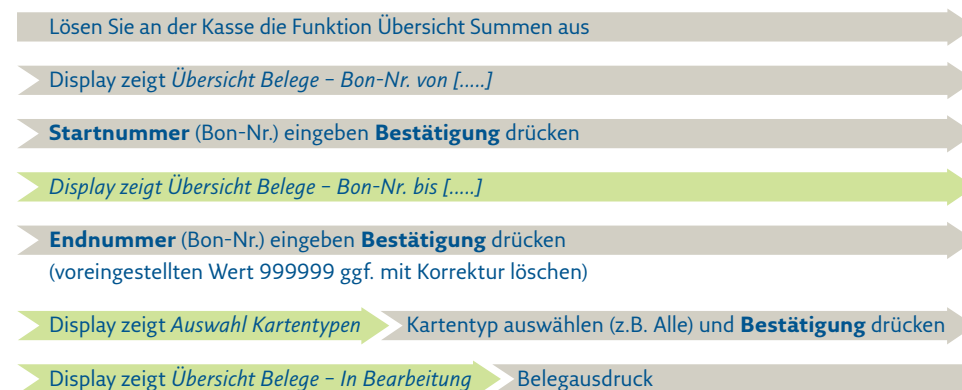 Lösen Sie an der Kasse die Funktion Übersicht Summen aus
Display zeigt Übersicht Belege – Bon-Nr. von [.....]
Startnummer (Bon-Nr.) eingeben Bestätigung drücken
Display zeigt Übersicht Belege – Bon-Nr. bis [.....]
Endnummer (Bon-Nr.) eingeben Bestätigung drücken
(voreingestellten Wert 999999 ggf. mit Korrektur löschen)
Display zeigt Auswahl Kartentypen Kartentyp auswählen (z.B. Alle) und Bestätigung drücken
Display zeigt Übersicht Belege – In Bearbeitung Belegausdruck